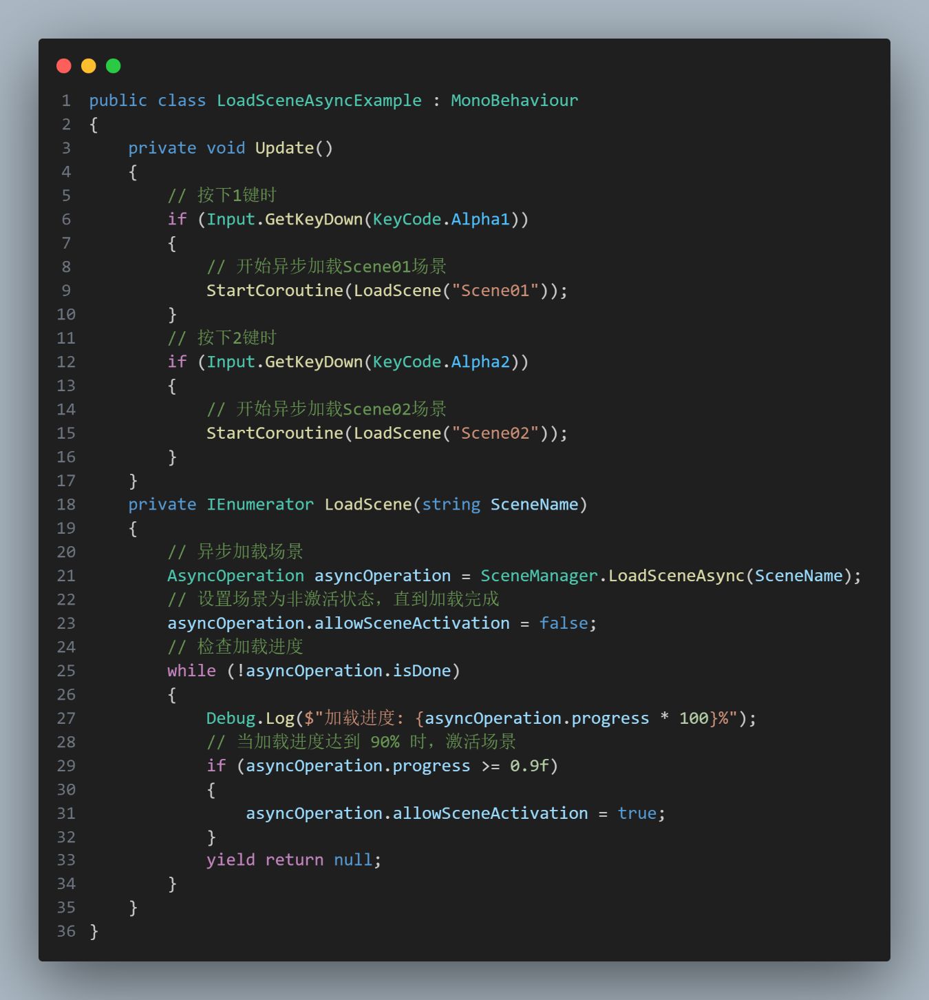 1 public class LoadSceneAsyncExample : MonoBehaviour
2 {
3     private void Update()
4     {
5         // 按下1键时
6         if (Input.GetKeyDown(KeyCode.Alpha1))
7         {
8             // 开始异步加载Scene01场景
9             StartCoroutine(LoadScene("Scene01"));
10         }
11         // 按下2键时
12         if (Input.GetKeyDown(KeyCode.Alpha2))
13         {
14             // 开始异步加载Scene02场景
15             StartCoroutine(LoadScene("Scene02"));
16         }
17     }
18     private IEnumerator LoadScene(string SceneName)
19     {
20         // 异步加载场景
21         AsyncOperation asyncOperation = SceneManager.LoadSceneAsync(SceneName);
22         // 设置场景为非激活状态，直到加载完成
23         asyncOperation.allowSceneActivation = false;
24         // 检查加载进度
25         while (!asyncOperation.isDone)
26         {
27             Debug.Log($"加载进度: {asyncOperation.progress * 100}%");
28             // 当加载进度达到 90% 时，激活场景
29             if (asyncOperation.progress >= 0.9f)
30             {
31                 asyncOperation.allowSceneActivation = true;
32             }
33             yield return null;
34         }
35     }
36 }